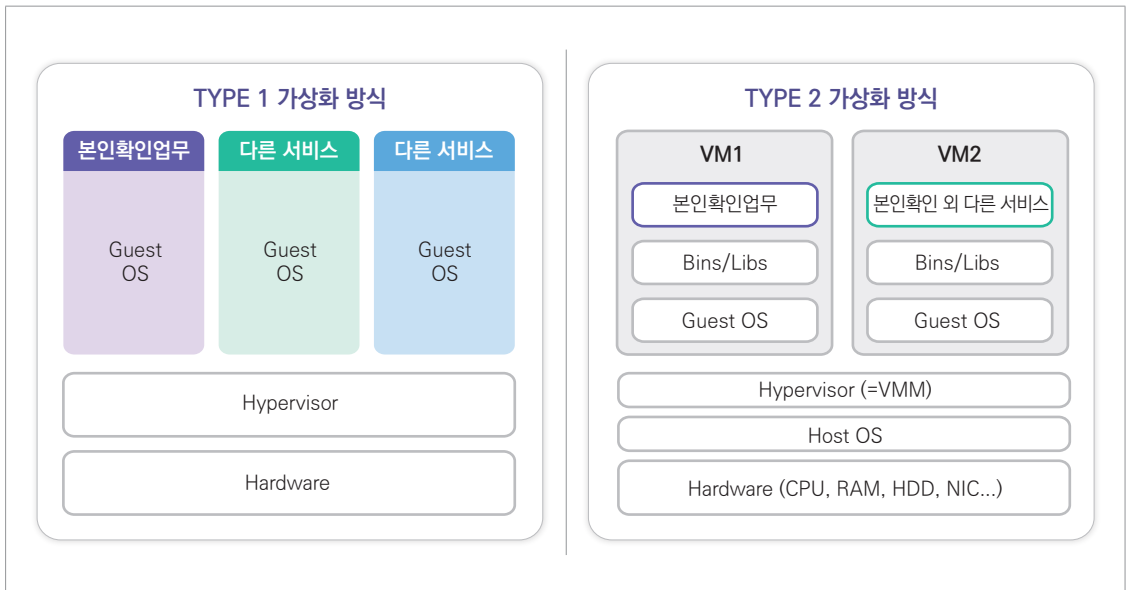 TYPE 1 가상화 방식
본인확인업무
다른 서비스
다른 서비스
Guest
OS
Guest
OS
Guest
OS
Hypervisor
Hardware
TYPE 2 가상화 방식
VM1
본인확인업무
Bins/Libs
Guest OS
VM2
본인확인 외 다른 서비스
Bins/Libs
Guest OS
Hypervisor (=VMM)
Host OS
Hardware (CPU, RAM, HDD, NIC...)